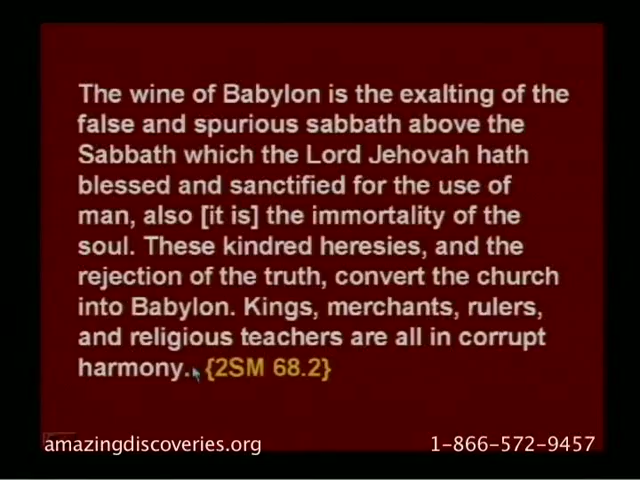 The wine of Babylon is the exalting of the
false and spurious sabbath above the
Sabbath which the Lord Jehovah hath
blessed and sanctified for the use of
man, also [it is] the immortality of the
soul. These kindred heresies, and the
rejection of the truth, convert the church
into Babylon. Kings, merchants, rulers,
and religious teachers are all in corrupt
harmony.. {2SM 68.2}
amazingdiscoveries.org 1-866-572-9457